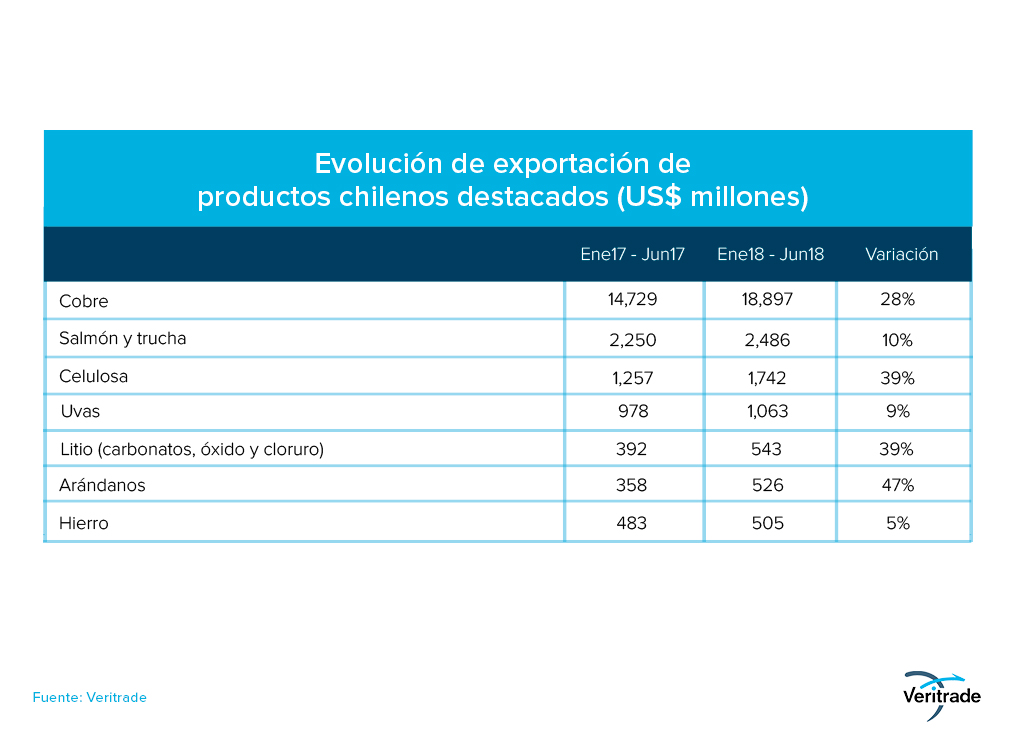 Evolución de exportación de
productos chilenos destacados (US$ millones)
Ene17 - Jun17 Ene18 - Jun18 Variación
Cobre 14,729 18,897 28%
Salmón y trucha 2,250 2,486 10%
Celulosa 1,257 1,742 39%
Uvas 978 1,063 9%
Litio (carbonatos, óxido y cloruro) 392 543 39%
Arándanos 358 526 47%
Hierro 483 505 5%
Fuente: Veritrade
Veritrade